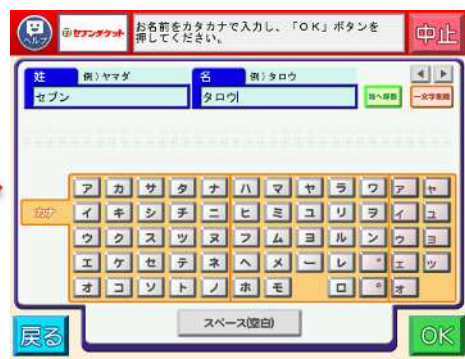 ヘルプ
セブンチケット
お名前をカタカナで入力し、「OK」ボタンを
押してください。
中止
姓 例)ヤマダ 名 例)タロウ
セブン タロウ
姓へ移動 一文字削除
ア カ サ タ ナ ハ マ ヤ ラ ワ ァ ャ
カナ イ キ シ チ ニ ヒ ミ ユ リ ヲ ィ ュ
ウ ク ス ツ ヌ フ ム ヨ ル ン ゥ ョ
エ ケ セ テ ネ ヘ メ ー レ ゛ ェ ッ
オ コ ソ ト ノ ホ モ ロ ゜ ォ
スペース(空白)
戻る
OK